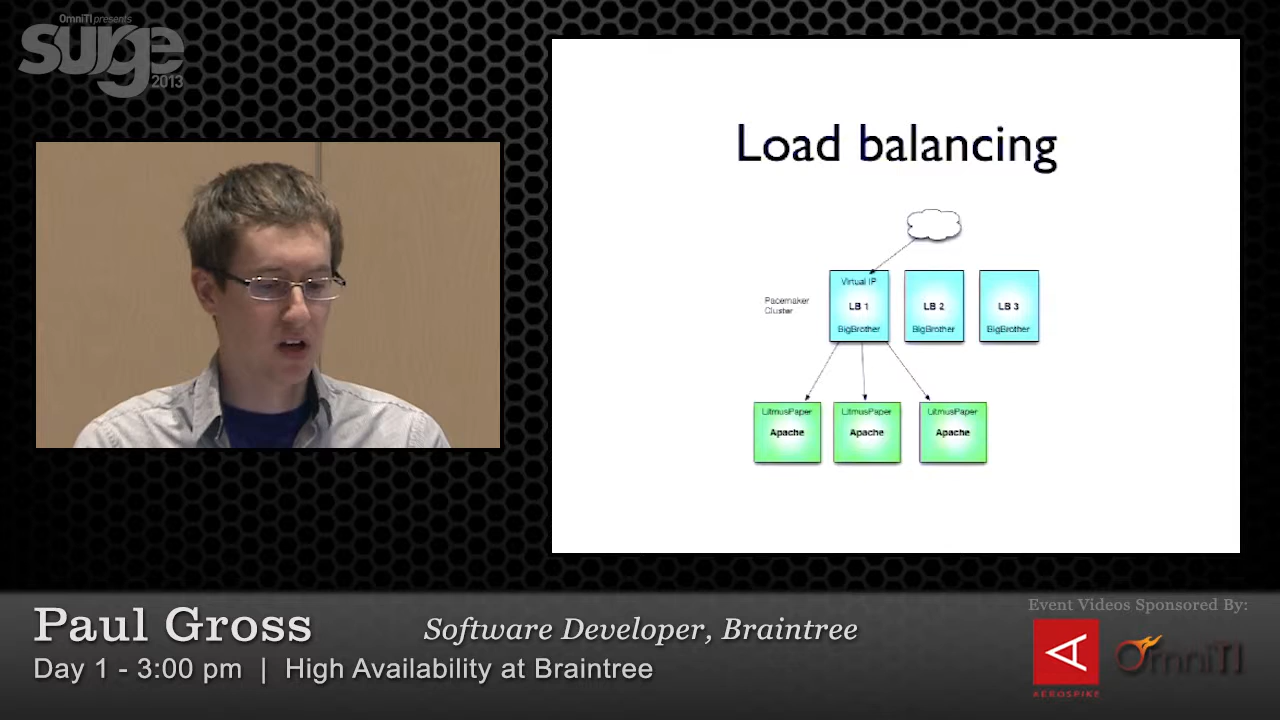 OmniTI presents
surge
2013
Load balancing
Virtual IP
Pacemaker
Cluster
LB 1
LB 2
LB 3
BigBrother
BigBrother
BigBrother
LitmusPaper
LitmusPaper
LitmusPaper
Apache
Apache
Apache
Paul Gross
Software Developer, Braintree
Day 1 - 3:00 pm | High Availability at Braintree
Event Videos Sponsored By:
AEROSPIKE
OmniTI